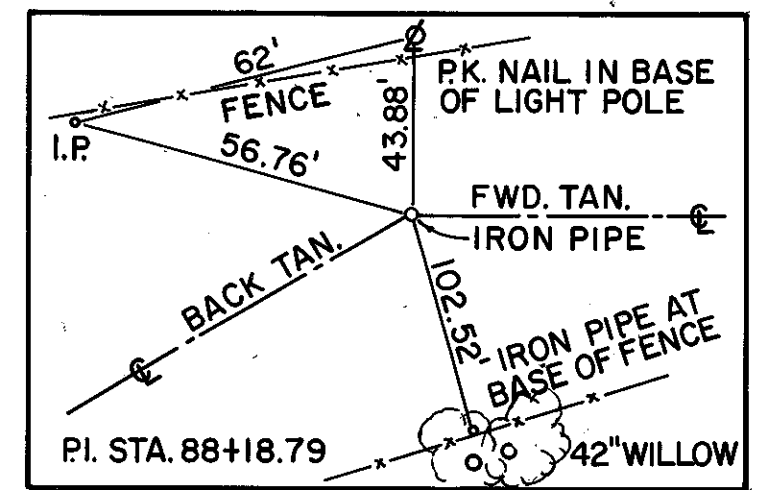 62'
FENCE
P.K. NAIL IN BASE
OF LIGHT POLE
43.88'
I.P.
56.76'
FWD. TAN.
℄
IRON PIPE
BACK TAN.
℄
102.52'
IRON PIPE AT
BASE OF FENCE
P.I. STA. 88+18.79
42" WILLOW